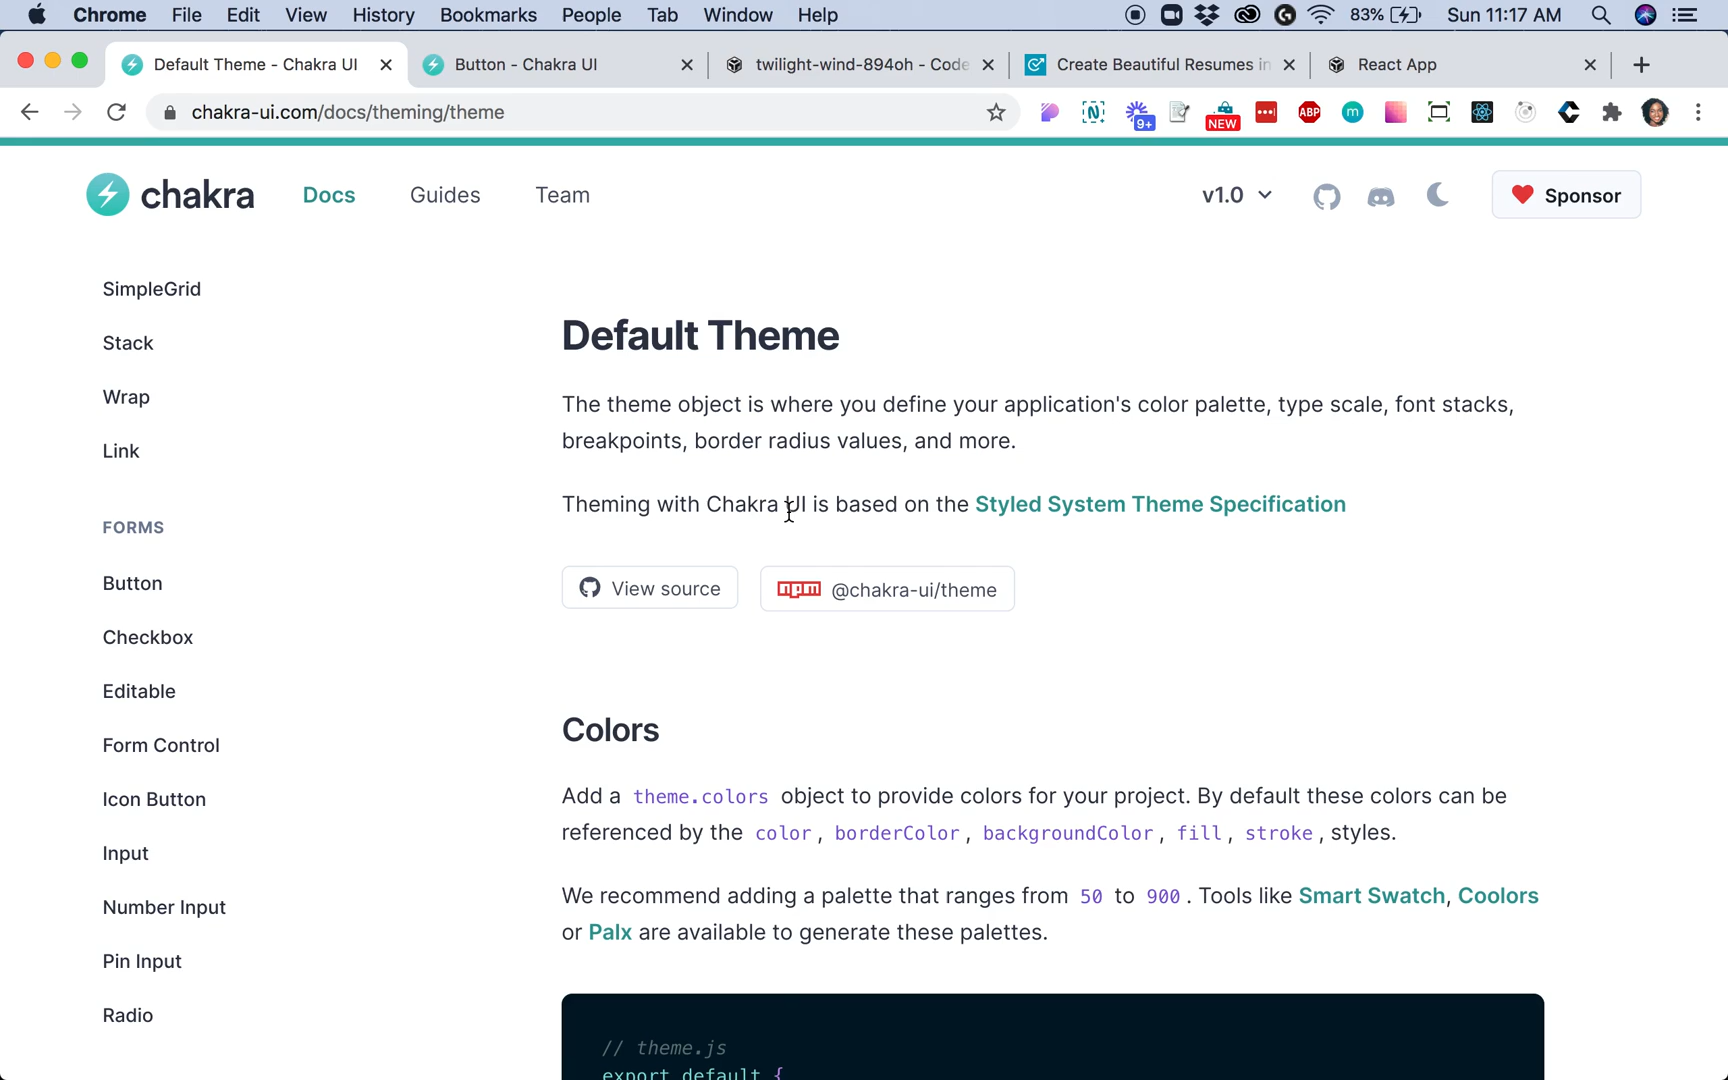 Chrome File Edit View History Bookmarks People Tab Window Help 83% Sun 11:17 AM
Default Theme - Chakra UI Button - Chakra UI twilight-wind-894oh - Code Create Beautiful Resumes in React App
chakra-ui.com/docs/theming/theme 9+ NEW ABP m
chakra Docs Guides Team v1.0 Sponsor
SimpleGrid
Stack
Wrap
Link
FORMS
Button
Checkbox
Editable
Form Control
Icon Button
Input
Number Input
Pin Input
Radio
Default Theme
The theme object is where you define your application's color palette, type scale, font stacks,
breakpoints, border radius values, and more.
Theming with Chakra UI is based on the Styled System Theme Specification
View source npm @chakra-ui/theme
Colors
Add a theme.colors object to provide colors for your project. By default these colors can be
referenced by the color, borderColor, backgroundColor, fill, stroke, styles.
We recommend adding a palette that ranges from 50 to 900. Tools like Smart Swatch, Coolors
or Palx are available to generate these palettes.
// theme.js
export default {